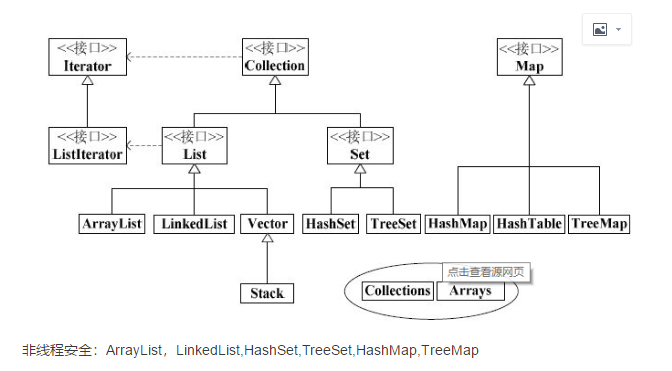 <<接口>> <<接口>> <<接口>>
Iterator Collection Map
<<接口>> <<接口>> <<接口>>
ListIterator List Set
ArrayList LinkedList Vector HashSet TreeSet HashMap HashTable TreeMap
点击查看源网页
Stack Collections Arrays
非线程安全：ArrayList，LinkedList,HashSet,TreeSet,HashMap,TreeMap